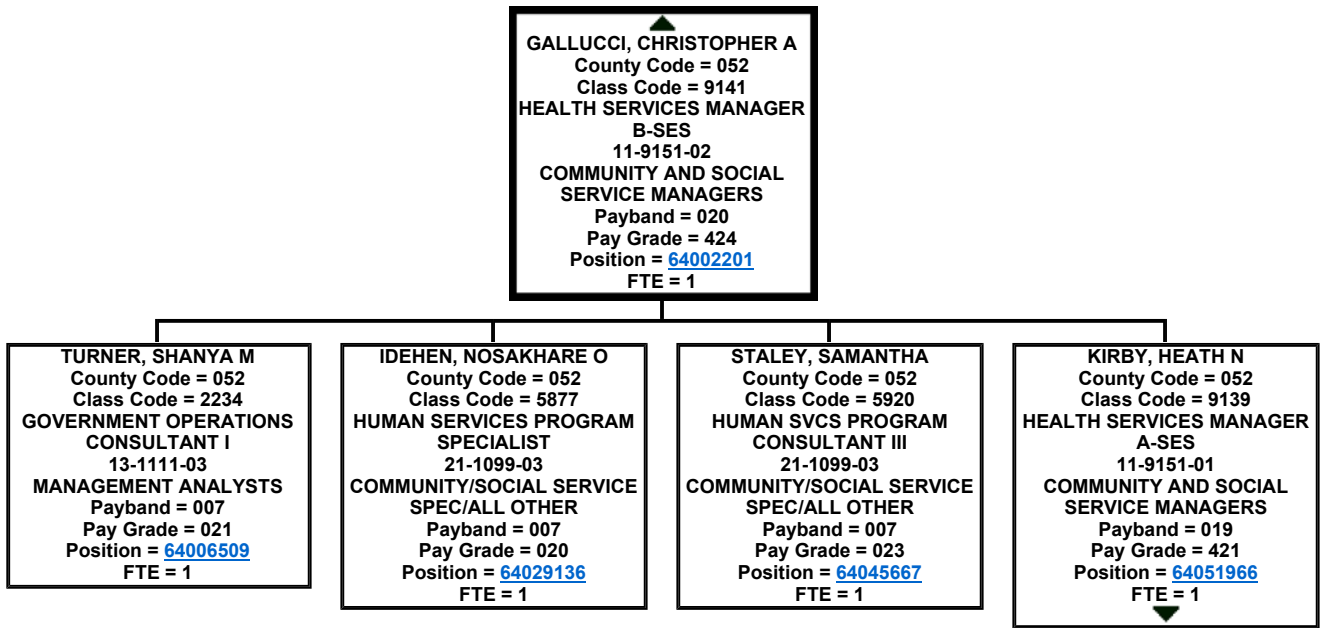 GALLUCCI, CHRISTOPHER A
County Code = 052
Class Code = 9141
HEALTH SERVICES MANAGER
B-SES
11-9151-02
COMMUNITY AND SOCIAL
SERVICE MANAGERS
Payband = 020
Pay Grade = 424
Position = 64002201
FTE = 1
TURNER, SHANYA M
County Code = 052
Class Code = 2234
GOVERNMENT OPERATIONS
CONSULTANT I
13-1111-03
MANAGEMENT ANALYSTS
Payband = 007
Pay Grade = 021
Position = 64006509
FTE = 1
IDEHEN, NOSAKHARE O
County Code = 052
Class Code = 5877
HUMAN SERVICES PROGRAM
SPECIALIST
21-1099-03
COMMUNITY/SOCIAL SERVICE
SPEC/ALL OTHER
Payband = 007
Pay Grade = 020
Position = 64029136
FTE = 1
STALEY, SAMANTHA
County Code = 052
Class Code = 5920
HUMAN SVCS PROGRAM
CONSULTANT III
21-1099-03
COMMUNITY/SOCIAL SERVICE
SPEC/ALL OTHER
Payband = 007
Pay Grade = 023
Position = 64045667
FTE = 1
KIRBY, HEATH N
County Code = 052
Class Code = 9139
HEALTH SERVICES MANAGER
A-SES
11-9151-01
COMMUNITY AND SOCIAL
SERVICE MANAGERS
Payband = 019
Pay Grade = 421
Position = 64051966
FTE = 1